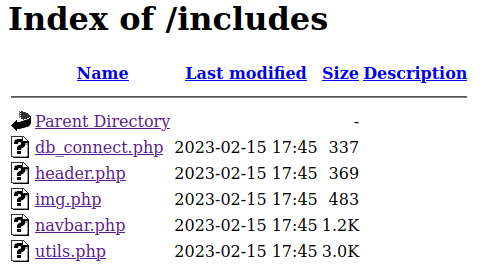 Index of /includes
Name Last modified Size Description
Parent Directory -
db_connect.php 2023-02-15 17:45 337
header.php 2023-02-15 17:45 369
img.php 2023-02-15 17:45 483
navbar.php 2023-02-15 17:45 1.2K
utils.php 2023-02-15 17:45 3.0K